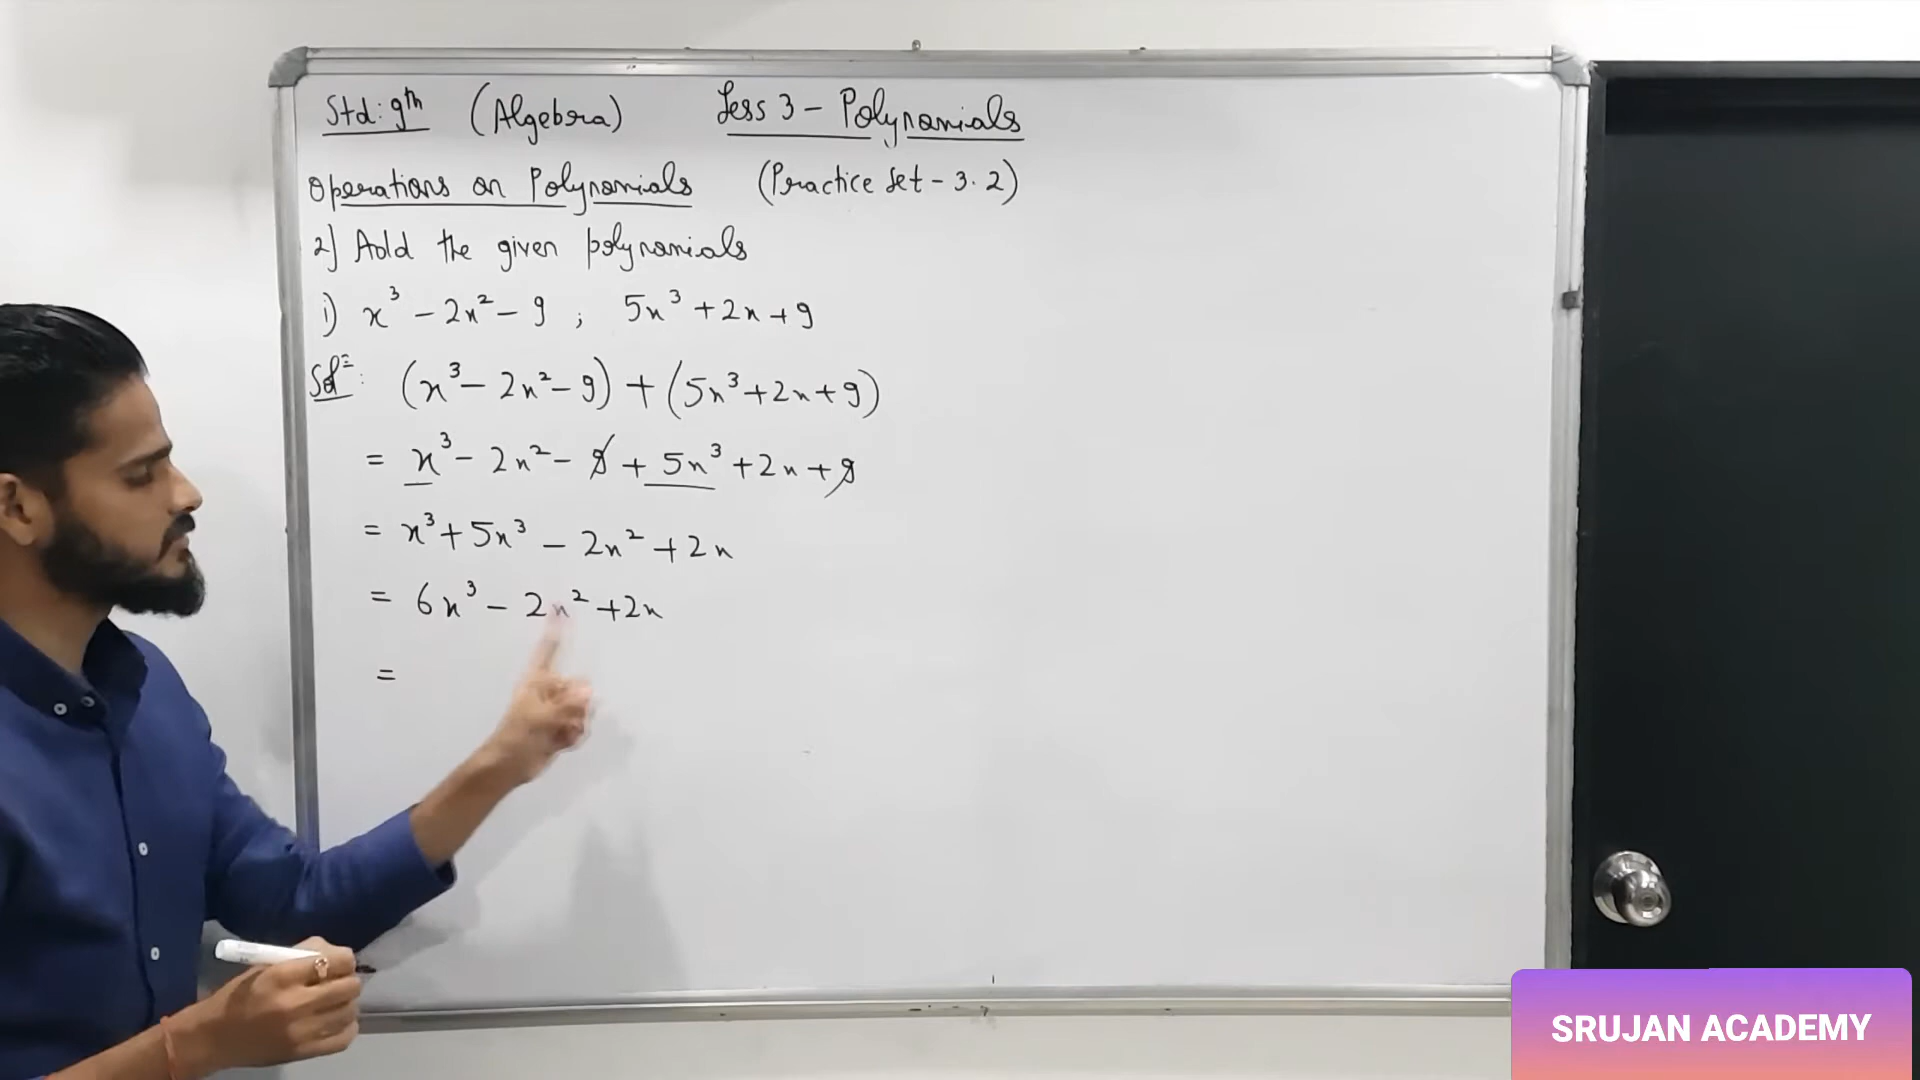 Std: 9th (Algebra) Less 3 - Polynomials
Operations on Polynomials (Practice Set - 3.2)
2) Add the given polynomials
i) x³ - 2x² - 9 ; 5x³ + 2x + 9
Solⁿ: (x³ - 2x² - 9) + (5x³ + 2x + 9)
= x³ - 2x² - 9 + 5x³ + 2x + 9
= x³ + 5x³ - 2x² + 2x
= 6x³ - 2x² + 2x
=
SRUJAN ACADEMY